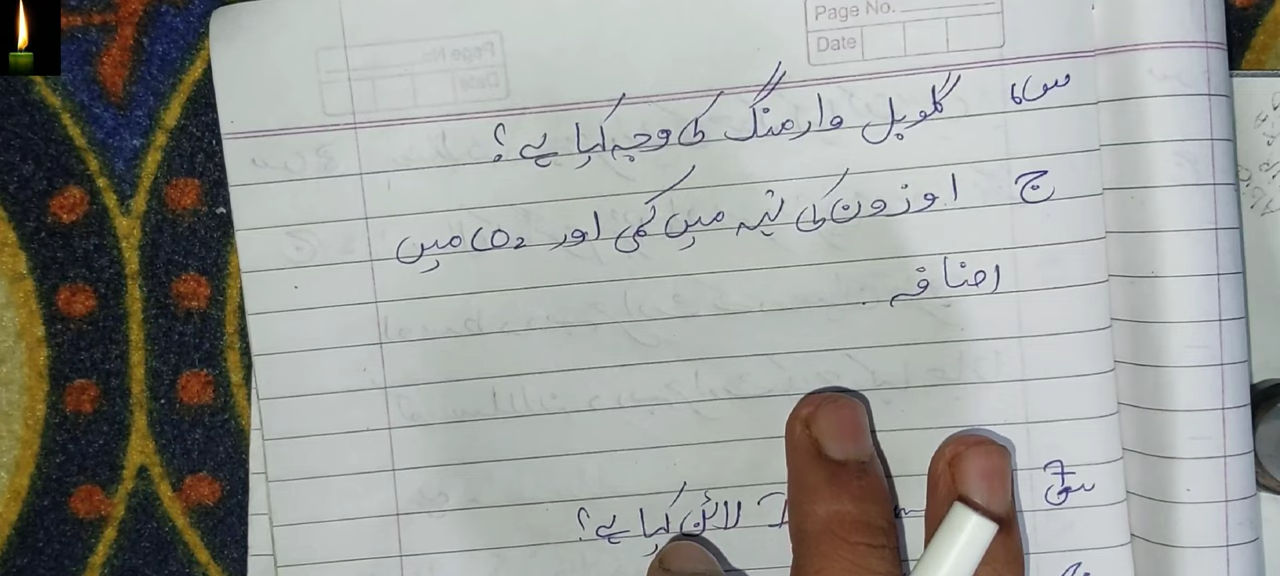 Page No.
Date
س۶ گلوبل وارمنگ کی وجہ کیا ہے؟
ج اوزون کی تہہ میں کمی اور CO₂ میں
اضافہ۔
س7
لائن کیا ہے؟